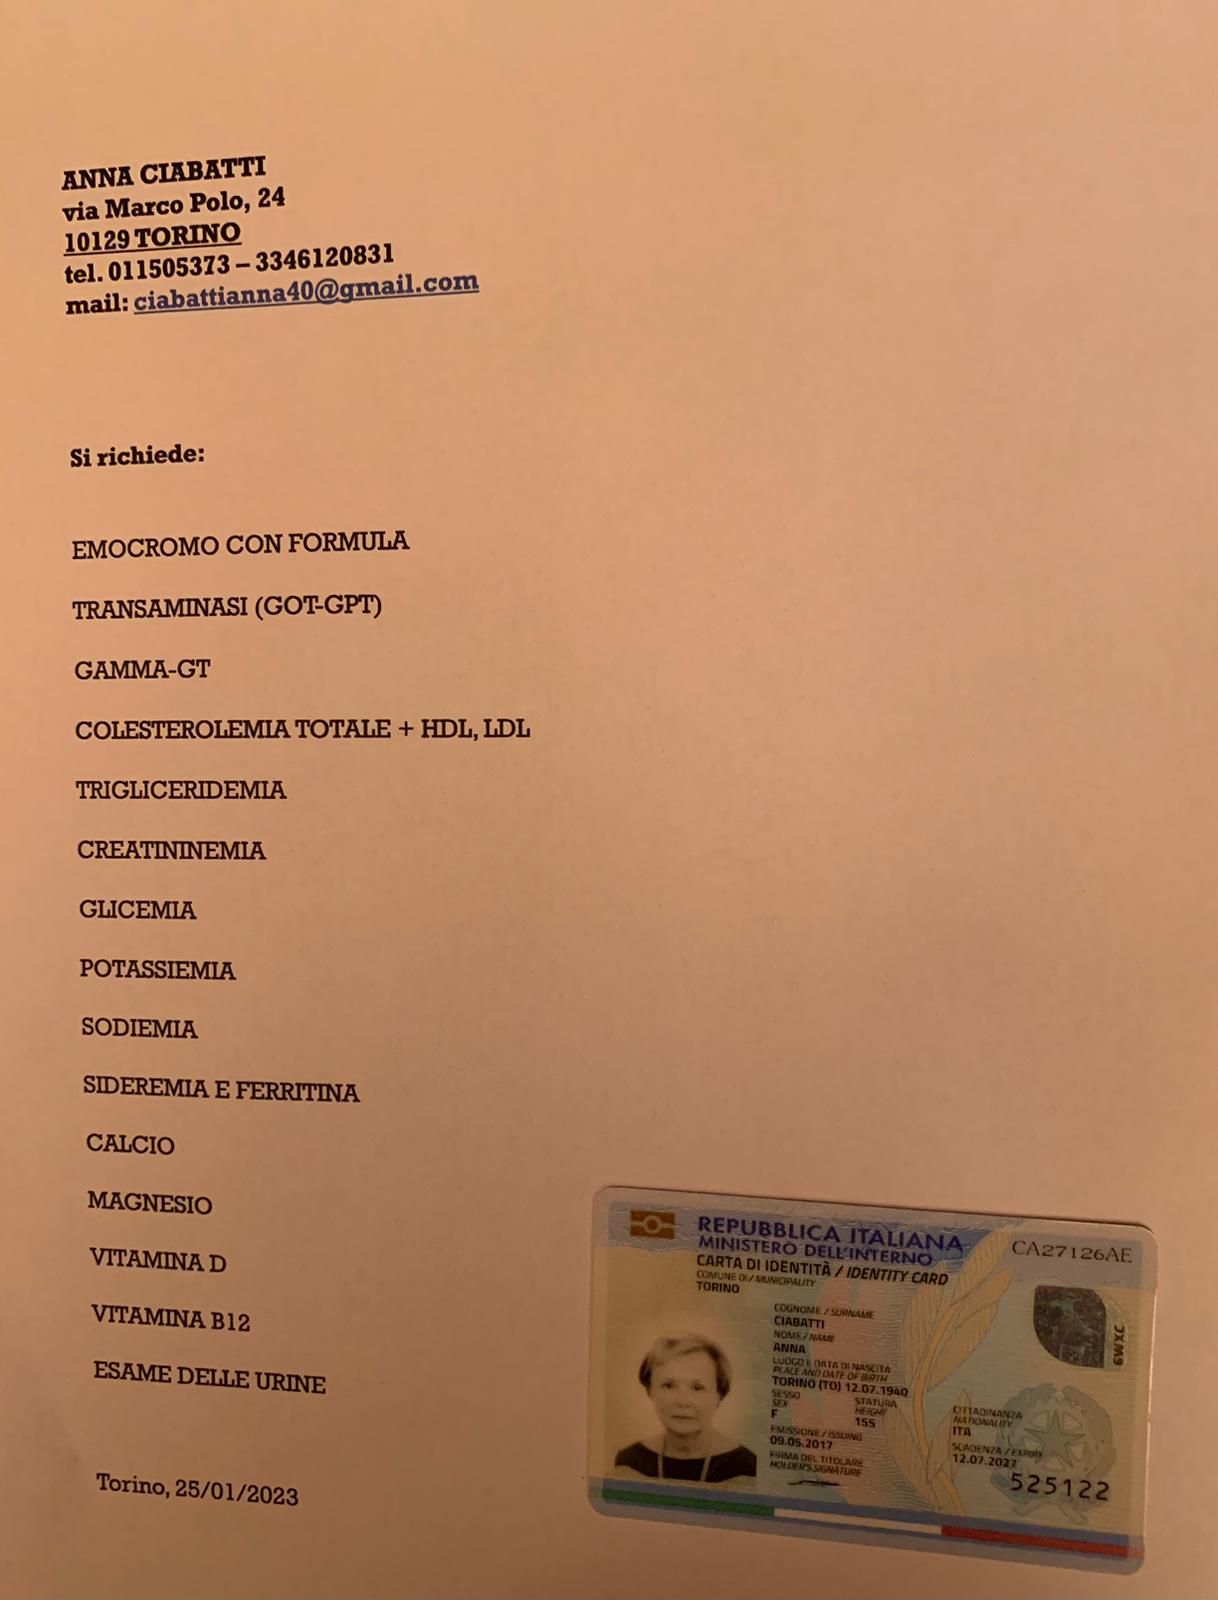 ANNA CIABATTI
via Marco Polo, 24
10129 TORINO
tel. 011505373 – 3346120831
mail: ciabattianna40@gmail.com
Si richiede:
EMOCROMO CON FORMULA
TRANSAMINASI (GOT-GPT)
GAMMA-GT
COLESTEROLEMIA TOTALE + HDL, LDL
TRIGLICERIDEMIA
CREATININEMIA
GLICEMIA
POTASSIEMIA
SODIEMIA
SIDEREMIA E FERRITINA
CALCIO
MAGNESIO
VITAMINA D
VITAMINA B12
ESAME DELLE URINE
Torino, 25/01/2023
REPUBBLICA ITALIANA
MINISTERO DELL'INTERNO
CA27126AE
CARTA DI IDENTITÀ / IDENTITY CARD
COMUNE DI / MUNICIPALITY
TORINO
COGNOME / SURNAME
CIABATTI
NOME / NAME
ANNA
LUOGO E DATA DI NASCITA
PLACE AND DATE OF BIRTH
TORINO (TO) 12.07.1940
SESSO
SEX
F
STATURA
HEIGHT
155
CITTADINANZA
NATIONALITY
ITA
EMISSIONE / ISSUING
09.05.2017
SCADENZA / EXPIRY
12.07.2027
FIRMA DEL TITOLARE
HOLDER'S SIGNATURE
525122